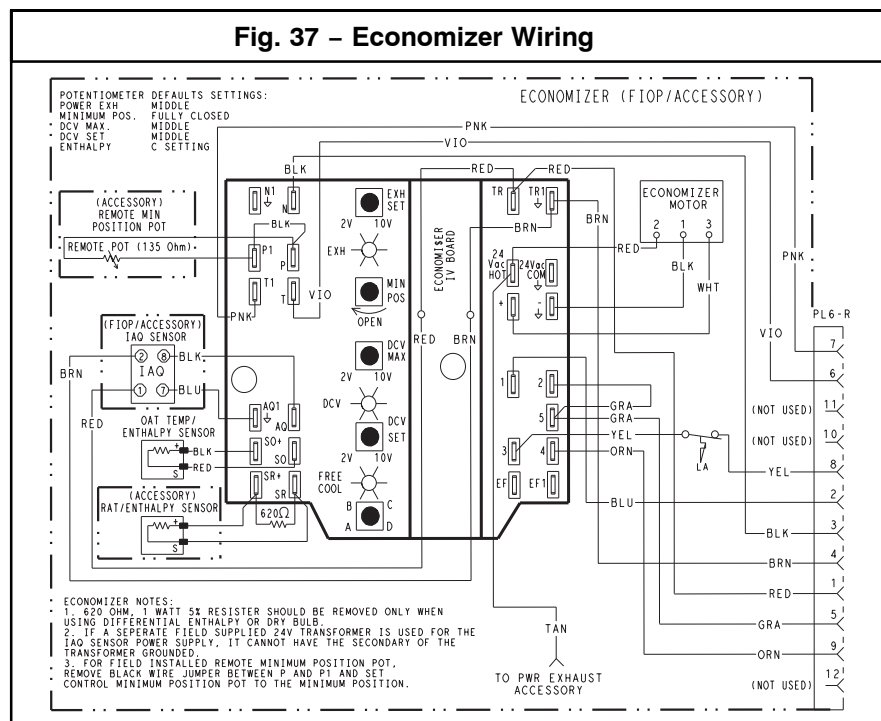 Fig. 37 – Economizer Wiring
POTENTIOMETER DEFAULTS SETTINGS:
POWER EXH MIDDLE
MINIMUM POS. FULLY CLOSED
DCV MAX. MIDDLE
DCV SET MIDDLE
ENTHALPY C SETTING
ECONOMIZER (FIOP/ACCESSORY)
PNK
VIO
BLK
RED
RED
N1
N
EXH
SET
2V 10V
TR
TR1
BRN
BRN
ECONOMIZER
MOTOR
2 1 3
(ACCESSORY)
REMOTE MIN
POSITION POT
REMOTE POT (135 Ohm)
BLK
P1
P
EXH
ECONOMI$ER
IV BOARD
24
Vac
HOT
24Vac
COM
RED
BLK
WHT
PNK
T1
T
VIO
PNK
MIN
POS
OPEN
+
-
PL6-R
(FIOP/ACCESSORY)
IAQ SENSOR
2 8
IAQ
1 7
BLK
BLU
BRN
RED
RED
BRN
VIO
7
6
DCV
MAX
2V 10V
1
2
GRA
GRA
5
(NOT USED) 11
AQ1
AQ
DCV
OAT TEMP/
ENTHALPY SENSOR
+
S
BLK
RED
SO+
SO
DCV
SET
2V 10V
3
4
YEL
ORN
LA
(NOT USED) 10
YEL 8
(ACCESSORY)
RAT/ENTHALPY SENSOR
+
S
SR+
SR
620Ω
FREE
COOL
B C
A D
EF
EF1
BLU 2
BLK 3
BRN 4
RED 1
GRA 5
ORN 9
(NOT USED) 12
TAN
TO PWR EXHAUST
ACCESSORY
ECONOMIZER NOTES:
1. 620 OHM, 1 WATT 5% RESISTER SHOULD BE REMOVED ONLY WHEN
USING DIFFERENTIAL ENTHALPY OR DRY BULB.
2. IF A SEPERATE FIELD SUPPLIED 24V TRANSFORMER IS USED FOR THE
IAQ SENSOR POWER SUPPLY, IT CANNOT HAVE THE SECONDARY OF THE
TRANSFORMER GROUNDED.
3. FOR FIELD INSTALLED REMOTE MINIMUM POSITION POT,
REMOVE BLACK WIRE JUMPER BETWEEN P AND P1 AND SET
CONTROL MINIMUM POSITION POT TO THE MINIMUM POSITION.